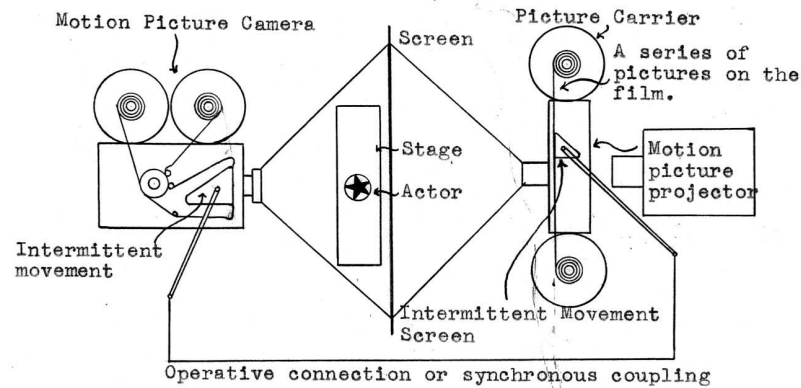 Motion Picture Camera
Screen
Picture Carrier
A series of
pictures on the
film.
Stage
Actor
Motion
picture
projector
Intermittent
movement
Intermittent Movement
Screen
Operative connection or synchronous coupling